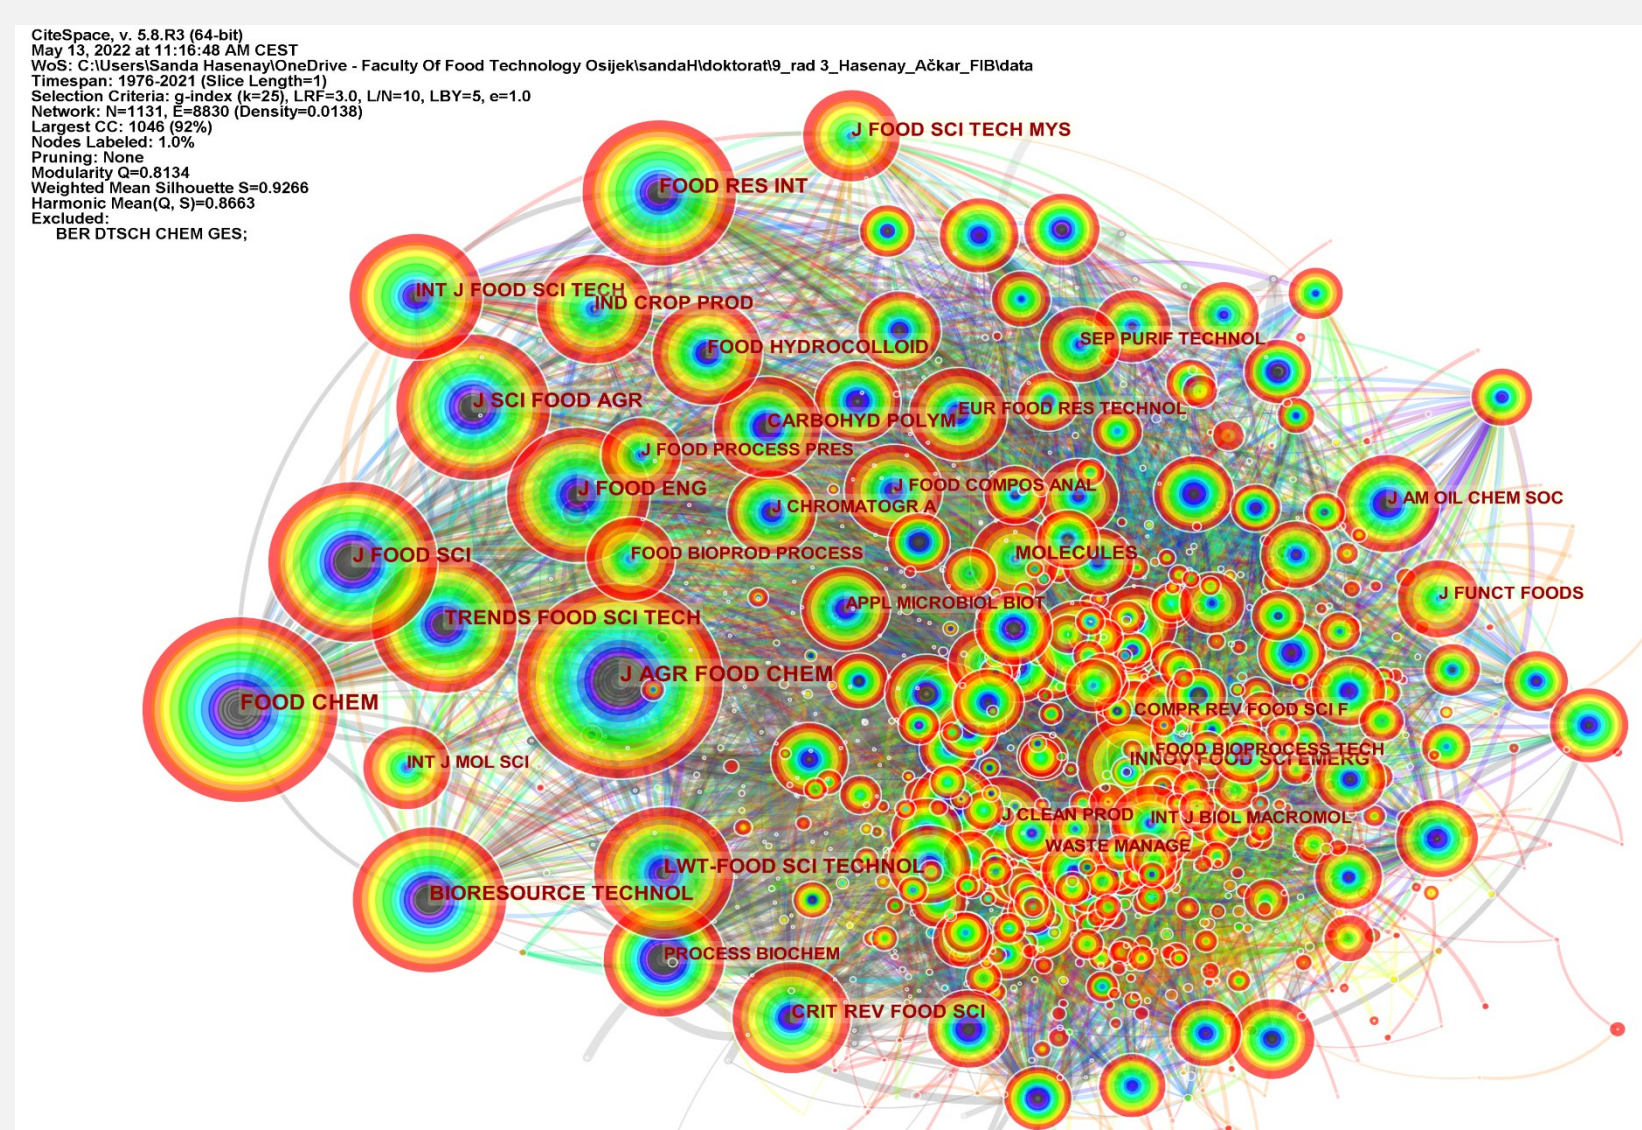 CiteSpace, v. 5.8.R3 (64-bit)
May 13, 2022 at 11:16:48 AM CEST
WoS: C:\Users\Sanda Hasenay\OneDrive - Faculty Of Food Technology Osijek\sandaH\doktorat\9_rad 3_Hasenay_Ačkar_FIB\data
Timespan: 1976-2021 (Slice Length=1)
Selection Criteria: g-index (k=25), LRF=3.0, L/N=10, LBY=5, e=1.0
Network: N=1131, E=8830 (Density=0.0138)
Largest CC: 1046 (92%)
Nodes Labeled: 1.0%
Pruning: None
Modularity Q=0.8134
Weighted Mean Silhouette S=0.9266
Harmonic Mean(Q, S)=0.8663
Excluded:
BER DTSCH CHEM GES;
J FOOD SCI TECH MYS
FOOD RES INT
INT J FOOD SCI TECH
IND CROP PROD
SEP PURIF TECHNOL
FOOD HYDROCOLLOID
J SCI FOOD AGR
EUR FOOD RES TECHNOL
CARBOHYD POLYM
J FOOD PROCESS PRES
J FOOD ENG
J FOOD COMPOS ANAL
J AM OIL CHEM SOC
J CHROMATOGR A
J FOOD SCI
FOOD BIOPROD PROCESS
MOLECULES
J FUNCT FOODS
APPL MICROBIOL BIOT
TRENDS FOOD SCI TECH
J AGR FOOD CHEM
FOOD CHEM
COMPR REV FOOD SCI F
FOOD BIOPROCESS TECH
INNOV FOOD SCI EMERG
INT J MOL SCI
J CLEAN PROD
INT J BIOL MACROMOL
WASTE MANAGE
LWT-FOOD SCI TECHNOL
BIORESOURCE TECHNOL
PROCESS BIOCHEM
CRIT REV FOOD SCI